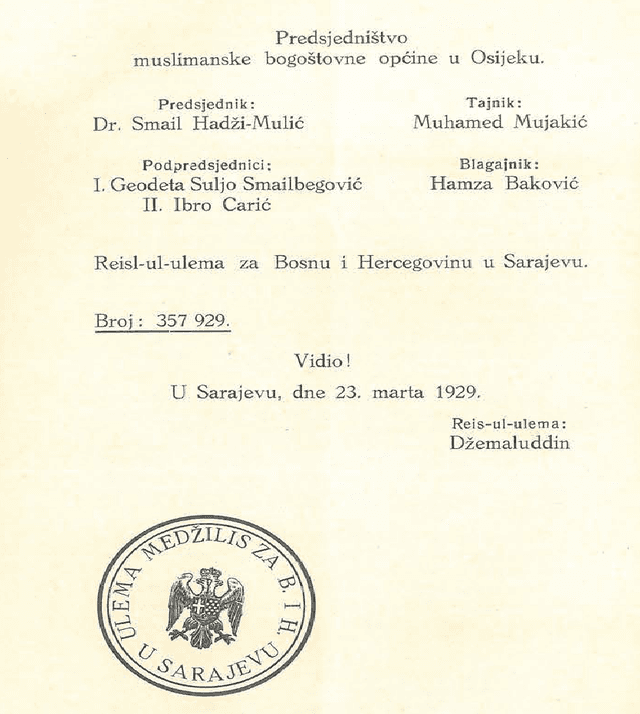 Predsjedništvo
muslimanske bogoštovne općine u Osijeku.
Predsjednik:
Dr. Smail Hadži-Mulić
Tajnik:
Muhamed Mujakić
Podpredsjednici:
I. Geodeta Suljo Smailbegović
II. Ibro Carić
Blagajnik:
Hamza Baković
Reisl-ul-ulema za Bosnu i Hercegovinu u Sarajevu.
Broj: 357 929.
Vidio!
U Sarajevu, dne 23. marta 1929.
Reis-ul-ulema:
Džemaluddin
ULEMA MEDŽILIS ZA B. I H.
U SARAJEVU